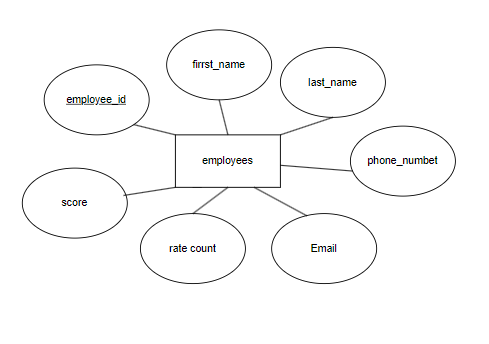 firrst_name
last_name
employee_id
employees
phone_numbet
score
rate count
Email